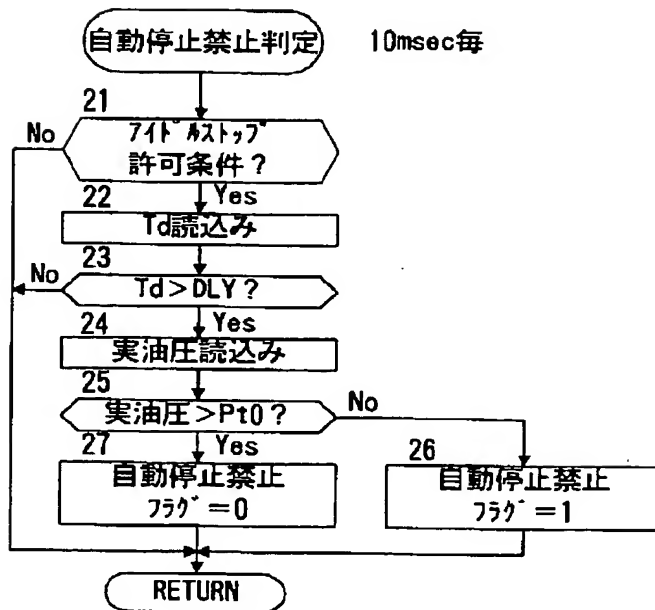 自動停止禁止判定 10msec毎
21
No
ｱｲﾄﾞﾙｽﾄｯﾌﾟ
許可条件？
22
Yes
Td読込み
23
No
Td＞DLY？
24
Yes
実油圧読込み
25
実油圧＞Pt0？
No
27
Yes
26
自動停止禁止
ﾌﾗｸﾞ＝0
自動停止禁止
ﾌﾗｸﾞ＝1
RETURN